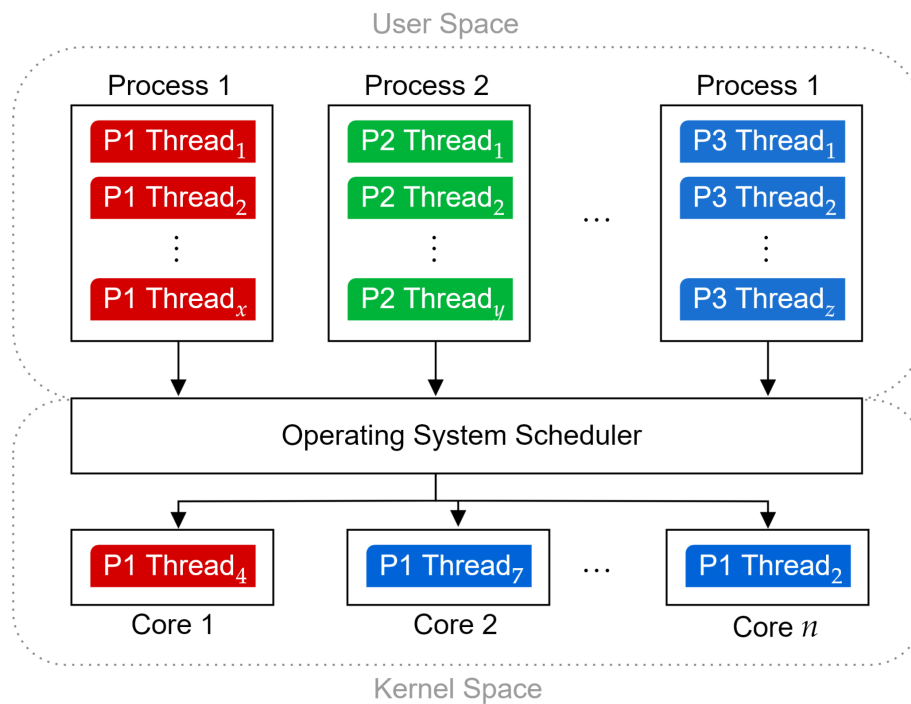 User Space
Process 1 Process 2 Process 1
P1 Thread₁ P2 Thread₁ P3 Thread₁
P1 Thread₂ P2 Thread₂ ... P3 Thread₂
⋮ ⋮ ⋮
P1 Threadₓ P2 Thread_y P3 Thread_z
Operating System Scheduler
P1 Thread₄ P1 Thread₇ ... P1 Thread₂
Core 1 Core 2 Core n
Kernel Space